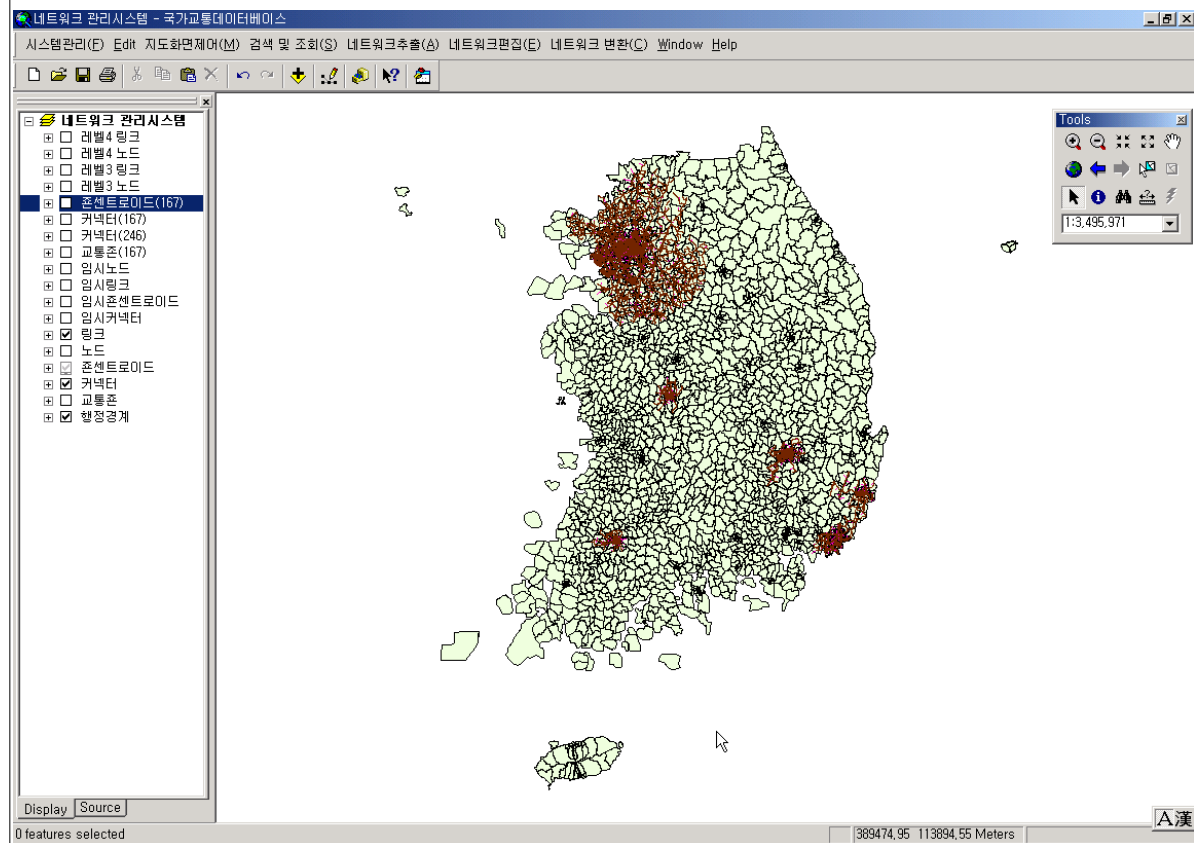 네트워크 관리시스템 - 국가교통데이터베이스
시스템관리(F) Edit 지도화면제어(M) 검색 및 조회(S) 네트워크추출(A) 네트워크편집(E) 네트워크 변환(C) Window Help
네트워크 관리시스템
레벨4 링크
레벨4 노드
레벨3 링크
레벨3 노드
죤센트로이드(167)
커넥터(167)
커넥터(246)
교통존(167)
임시노드
임시링크
임시죤센트로이드
임시커넥터
링크
노드
죤센트로이드
커넥터
교통죤
행정경계
Tools
1:3,495,971
Display Source
A漢
0 features selected
389474,95 113894,55 Meters